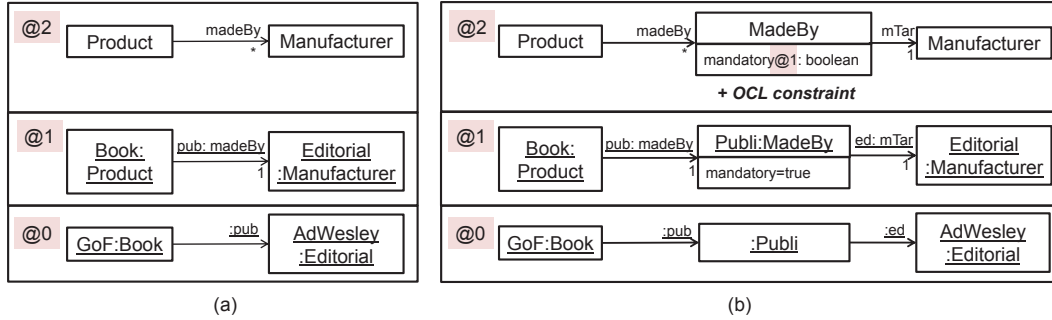 @2
Product
madeBy
*
Manufacturer
@1
Book:
Product
pub: madeBy
1
Editorial
:Manufacturer
@0
GoF:Book
:pub
AdWesley
:Editorial
(a)
@2
Product
madeBy
*
MadeBy
mandatory@1: boolean
mTar
1
Manufacturer
+ OCL constraint
@1
Book:
Product
pub: madeBy
1
Publi:MadeBy
mandatory=true
ed: mTar
1
Editorial
:Manufacturer
@0
GoF:Book
:pub
:Publi
:ed
AdWesley
:Editorial
(b)